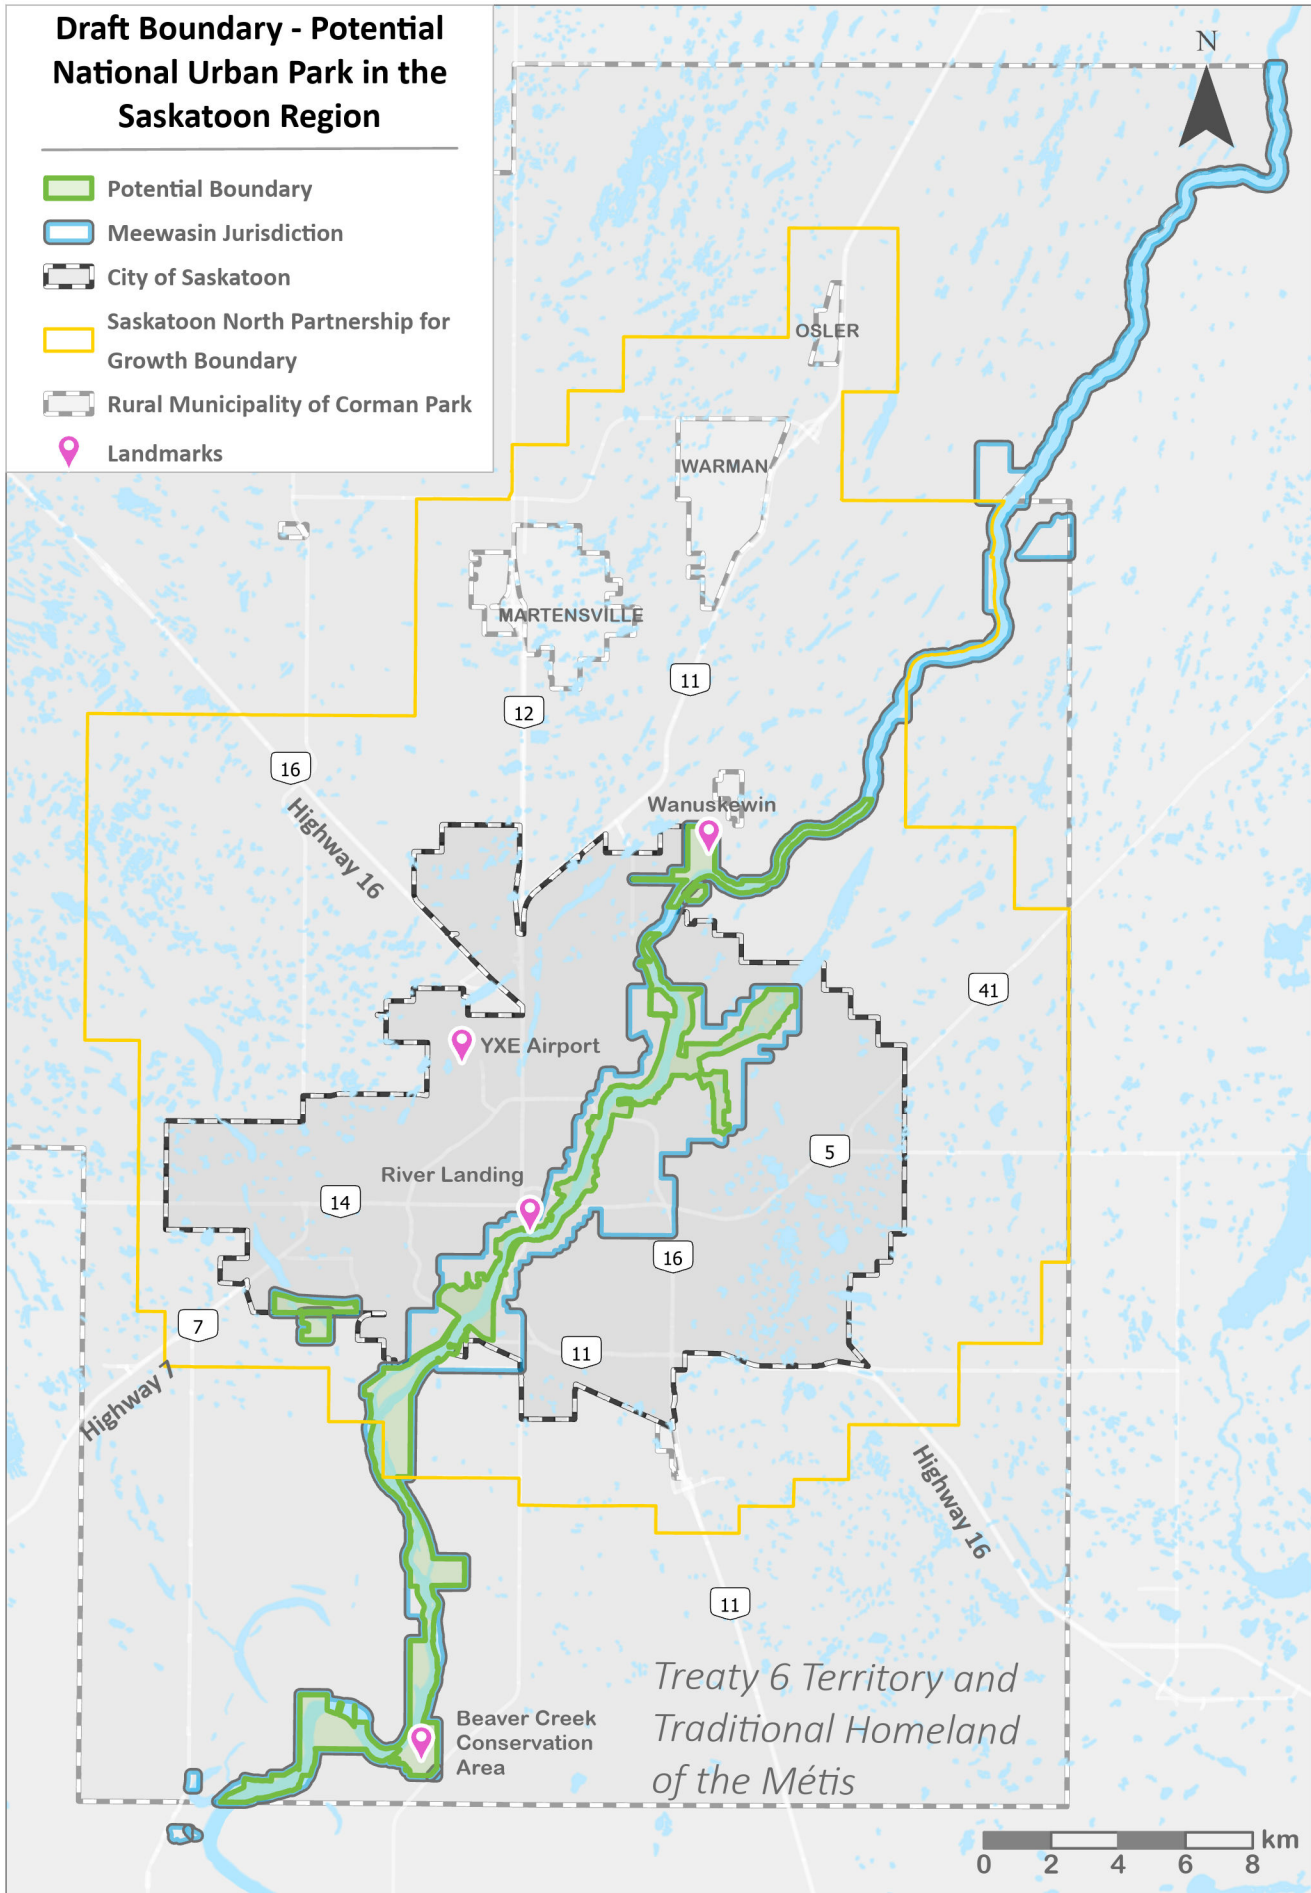 Draft Boundary - Potential
National Urban Park in the
Saskatoon Region
Potential Boundary
Meewasin Jurisdiction
City of Saskatoon
Saskatoon North Partnership for
Growth Boundary
Rural Municipality of Corman Park
Landmarks
N
OSLER
WARMAN
MARTENSVILLE
11
12
16
Highway 16
Wanuskewin
41
YXE Airport
5
River Landing
14
16
7
Highway 7
11
Highway 16
11
Treaty 6 Territory and
Traditional Homeland
of the Métis
Beaver Creek
Conservation
Area
km
0 2 4 6 8